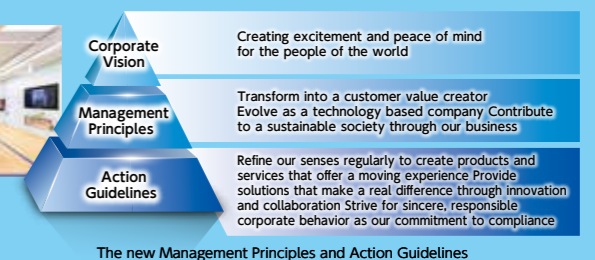 Corporate
Vision
Creating excitement and peace of mind
for the people of the world
Management
Principles
Transform into a customer value creator
Evolve as a technology based company Contribute
to a sustainable society through our business
Action
Guidelines
Refine our senses regularly to create products and
services that offer a moving experience Provide
solutions that make a real difference through innovation
and collaboration Strive for sincere, responsible
corporate behavior as our commitment to compliance
The new Management Principles and Action Guidelines